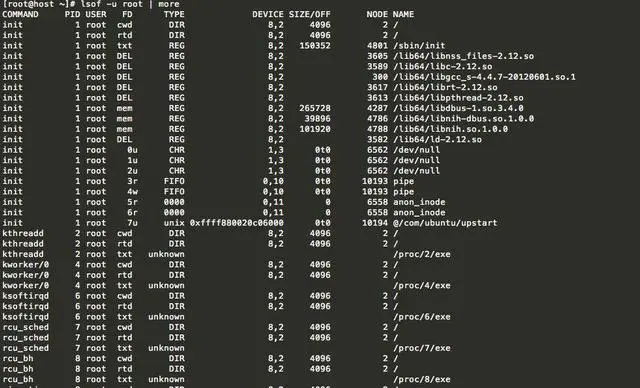 [root@host ~]# lsof -u root | more
COMMAND PID USER FD TYPE DEVICE SIZE/OFF NODE NAME
init 1 root cwd DIR 8,2 4096 2 /
init 1 root rtd DIR 8,2 4096 2 /
init 1 root txt REG 8,2 150352 4801 /sbin/init
init 1 root DEL REG 8,2 3605 /lib64/libnss_files-2.12.so
init 1 root DEL REG 8,2 3589 /lib64/libc-2.12.so
init 1 root DEL REG 8,2 300 /lib64/libgcc_s-4.4.7-20120601.so.1
init 1 root DEL REG 8,2 3617 /lib64/librt-2.12.so
init 1 root DEL REG 8,2 3613 /lib64/libpthread-2.12.so
init 1 root mem REG 8,2 265728 4287 /lib64/libdbus-1.so.3.4.0
init 1 root mem REG 8,2 39896 4786 /lib64/libnih-dbus.so.1.0.0
init 1 root mem REG 8,2 101920 4788 /lib64/libnih.so.1.0.0
init 1 root DEL REG 8,2 3582 /lib64/ld-2.12.so
init 1 root 0u CHR 1,3 0t0 6562 /dev/null
init 1 root 1u CHR 1,3 0t0 6562 /dev/null
init 1 root 2u CHR 1,3 0t0 6562 /dev/null
init 1 root 3r FIFO 0,10 0t0 10193 pipe
init 1 root 4w FIFO 0,10 0t0 10193 pipe
init 1 root 5r 0000 0,11 0 6558 anon_inode
init 1 root 6r 0000 0,11 0 6558 anon_inode
init 1 root 7u unix 0xffff880020c06000 0t0 10194 @/com/ubuntu/upstart
kthreadd 2 root cwd DIR 8,2 4096 2 /
kthreadd 2 root rtd DIR 8,2 4096 2 /
kthreadd 2 root txt unknown /proc/2/exe
kworker/0 4 root cwd DIR 8,2 4096 2 /
kworker/0 4 root rtd DIR 8,2 4096 2 /
kworker/0 4 root txt unknown /proc/4/exe
ksoftirqd 6 root cwd DIR 8,2 4096 2 /
ksoftirqd 6 root rtd DIR 8,2 4096 2 /
ksoftirqd 6 root txt unknown /proc/6/exe
rcu_sched 7 root cwd DIR 8,2 4096 2 /
rcu_sched 7 root rtd DIR 8,2 4096 2 /
rcu_sched 7 root txt unknown /proc/7/exe
rcu_bh 8 root cwd DIR 8,2 4096 2 /
rcu_bh 8 root rtd DIR 8,2 4096 2 /
rcu_bh 8 root txt unknown /proc/8/exe